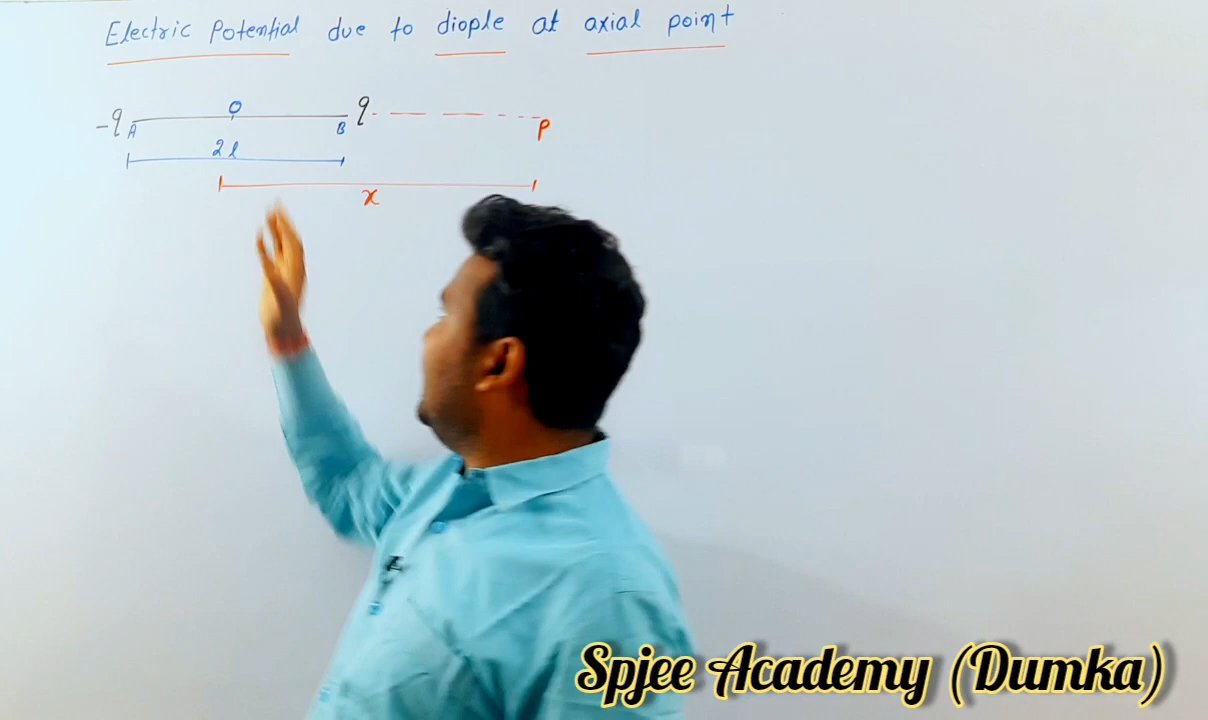 Electric Potential due to diople at axial point
-q A O B q P
2l
x
Spjee Academy (Dumka)